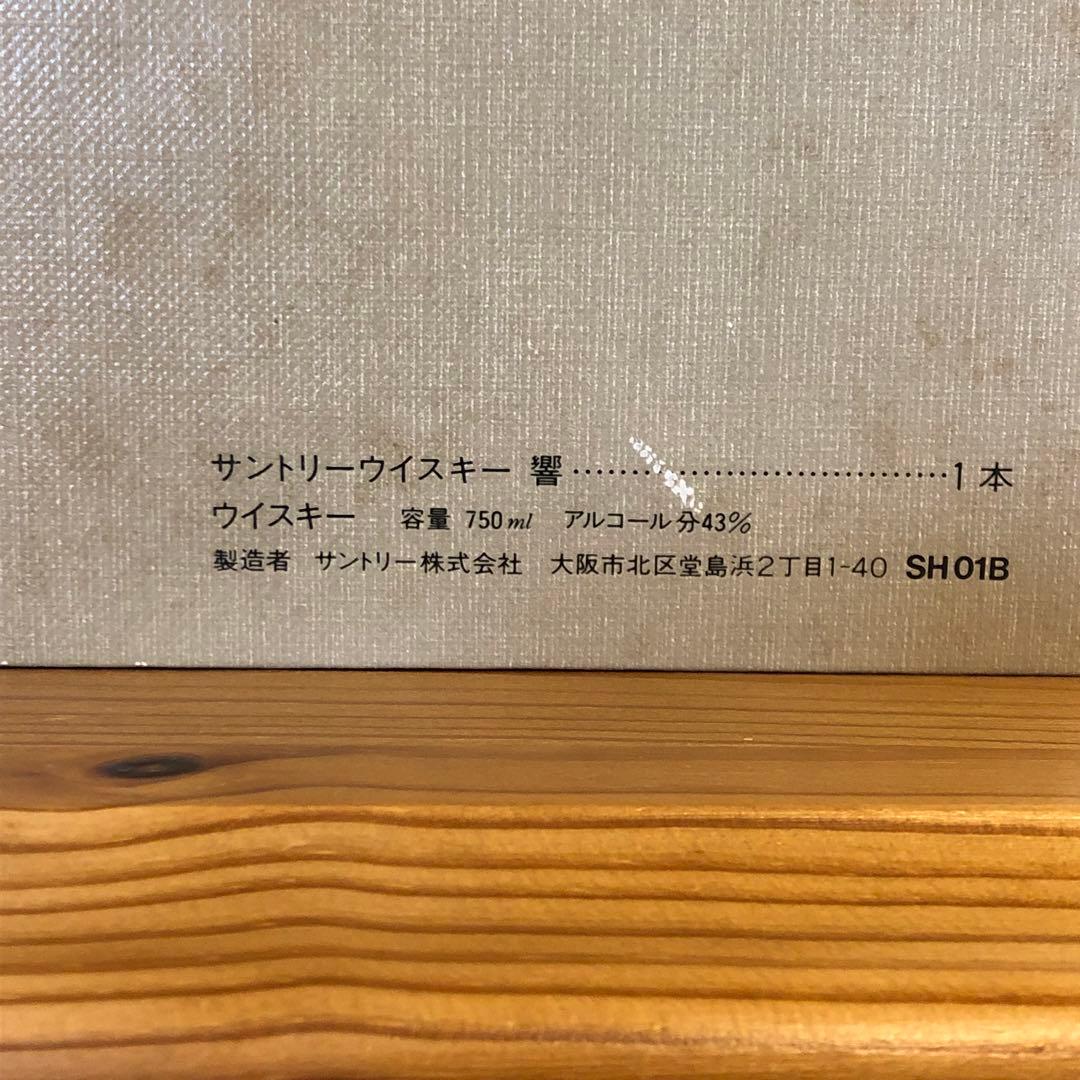 サントリーウイスキー 響································1本
ウイスキー 容量 750ml アルコール分43%
製造者 サントリー株式会社 大阪市北区堂島浜2丁目1-40 SH01B